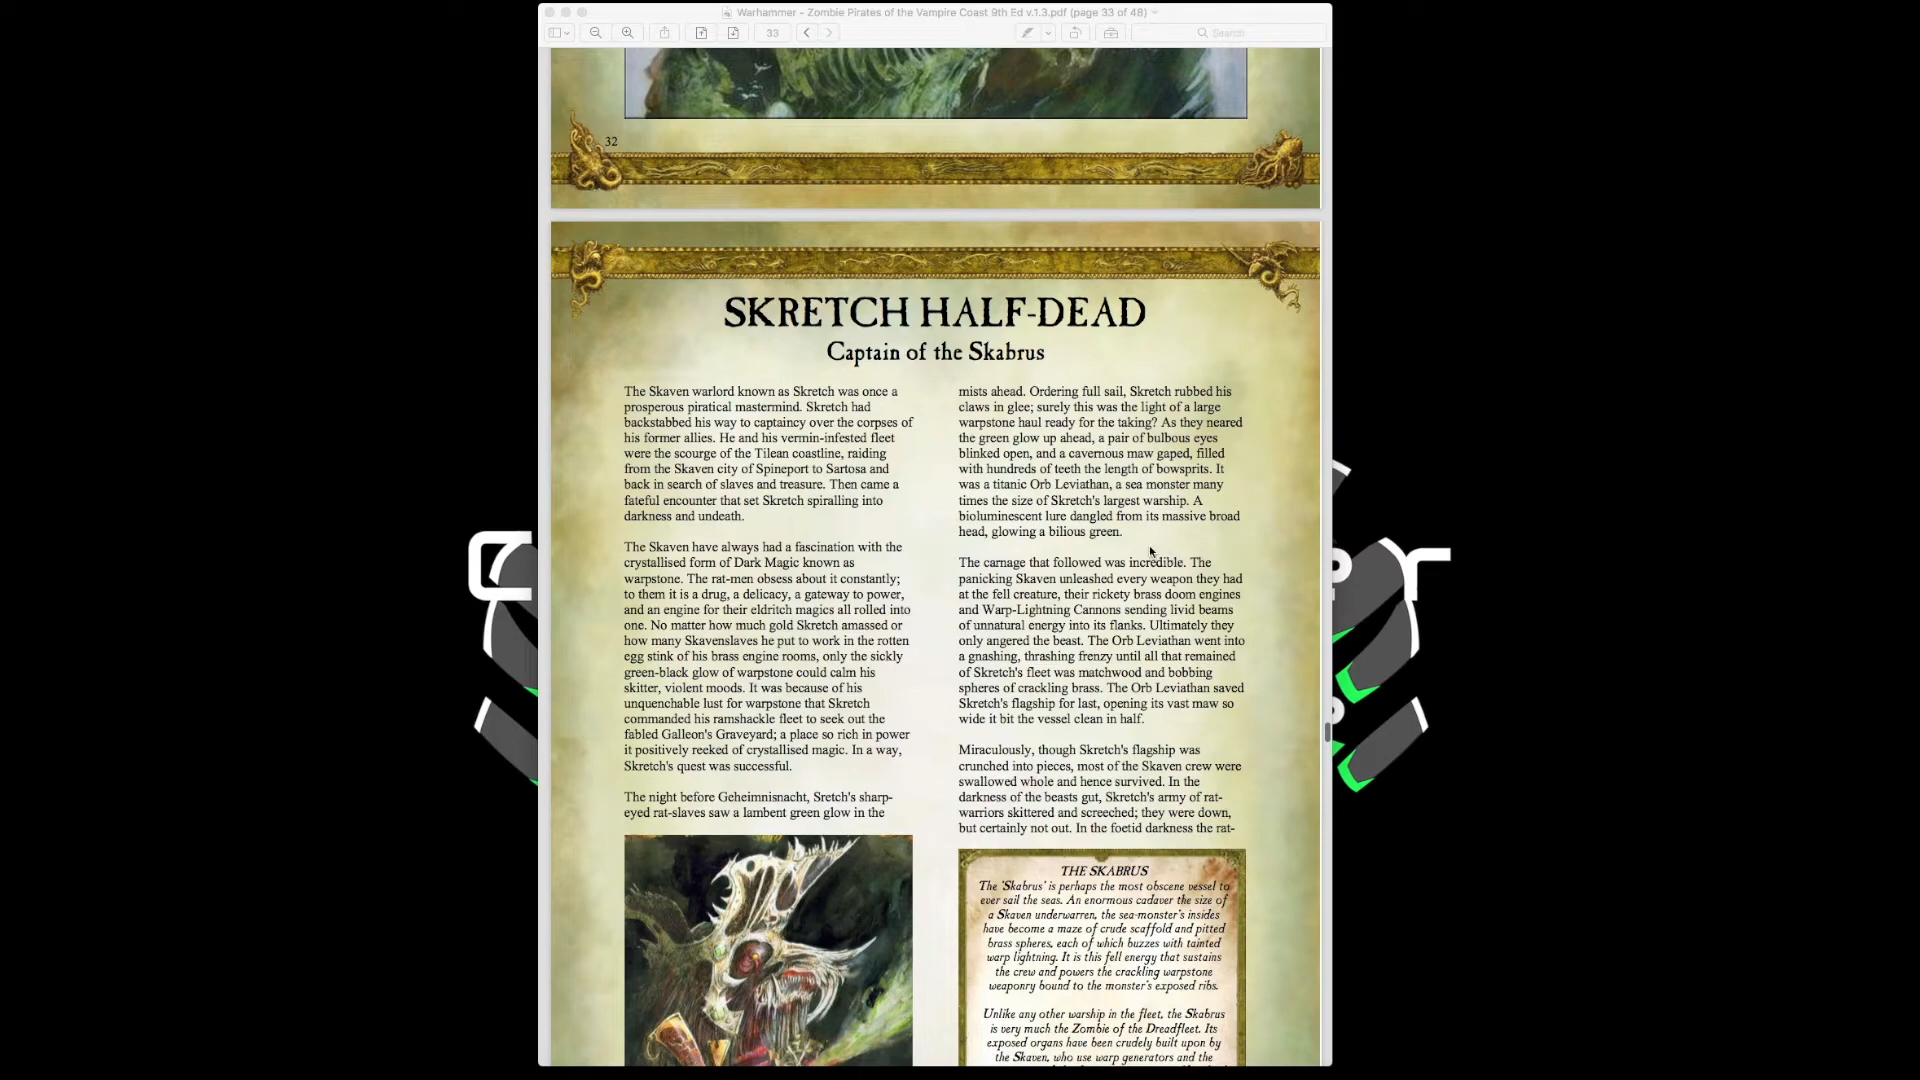 Warhammer - Zombie Pirates of the Vampire Coast 9th Ed v.1.3.pdf (page 33 of 48)
33
Search
32
SKRETCH HALF-DEAD
Captain of the Skabrus
The Skaven warlord known as Skretch was once a
prosperous piratical mastermind. Skretch had
backstabbed his way to captaincy over the corpses of
his former allies. He and his vermin-infested fleet
were the scourge of the Tilean coastline, raiding
from the Skaven city of Spineport to Sartosa and
back in search of slaves and treasure. Then came a
fateful encounter that set Skretch spiralling into
darkness and undeath.
The Skaven have always had a fascination with the
crystallised form of Dark Magic known as
warpstone. The rat-men obsess about it constantly;
to them it is a drug, a delicacy, a gateway to power,
and an engine for their eldritch magics all rolled into
one. No matter how much gold Skretch amassed or
how many Skavenslaves he put to work in the rotten
egg stink of his brass engine rooms, only the sickly
green-black glow of warpstone could calm his
skitter, violent moods. It was because of his
unquenchable lust for warpstone that Skretch
commanded his ramshackle fleet to seek out the
fabled Galleon's Graveyard; a place so rich in power
it positively reeked of crystallised magic. In a way,
Skretch's quest was successful.
The night before Geheimnisnacht, Sretch's sharp-
eyed rat-slaves saw a lambent green glow in the
mists ahead. Ordering full sail, Skretch rubbed his
claws in glee; surely this was the light of a large
warpstone haul ready for the taking? As they neared
the green glow up ahead, a pair of bulbous eyes
blinked open, and a cavernous maw gaped, filled
with hundreds of teeth the length of bowsprits. It
was a titanic Orb Leviathan, a sea monster many
times the size of Skretch's largest warship. A
bioluminescent lure dangled from its massive broad
head, glowing a bilious green.
The carnage that followed was incredible. The
panicking Skaven unleashed every weapon they had
at the fell creature, their rickety brass doom engines
and Warp-Lightning Cannons sending livid beams
of unnatural energy into its flanks. Ultimately they
only angered the beast. The Orb Leviathan went into
a gnashing, thrashing frenzy until all that remained
of Skretch's fleet was matchwood and bobbing
spheres of crackling brass. The Orb Leviathan saved
Skretch's flagship for last, opening its vast maw so
wide it bit the vessel clean in half.
Miraculously, though Skretch's flagship was
crunched into pieces, most of the Skaven crew were
swallowed whole and hence survived. In the
darkness of the beasts gut, Skretch's army of rat-
warriors skittered and screeched; they were down,
but certainly not out. In the foetid darkness the rat-
THE SKABRUS
The 'Skabrus' is perhaps the most obscene vessel to
ever sail the seas. An enormous cadaver the size of
a Skaven underwarren, the sea-monster's insides
have become a maze of crude scaffold and pitted
brass spheres, each of which buzzes with tainted
warp lightning. It is this fell energy that sustains
the crew and powers the crackling warpstone
weaponry bound to the monster's exposed ribs.
Unlike any other warship in the fleet, the Skabrus
is very much the Zombie of the Dreadfleet. Its
exposed organs have been crudely built upon by
the Skaven, who use warp generators and the